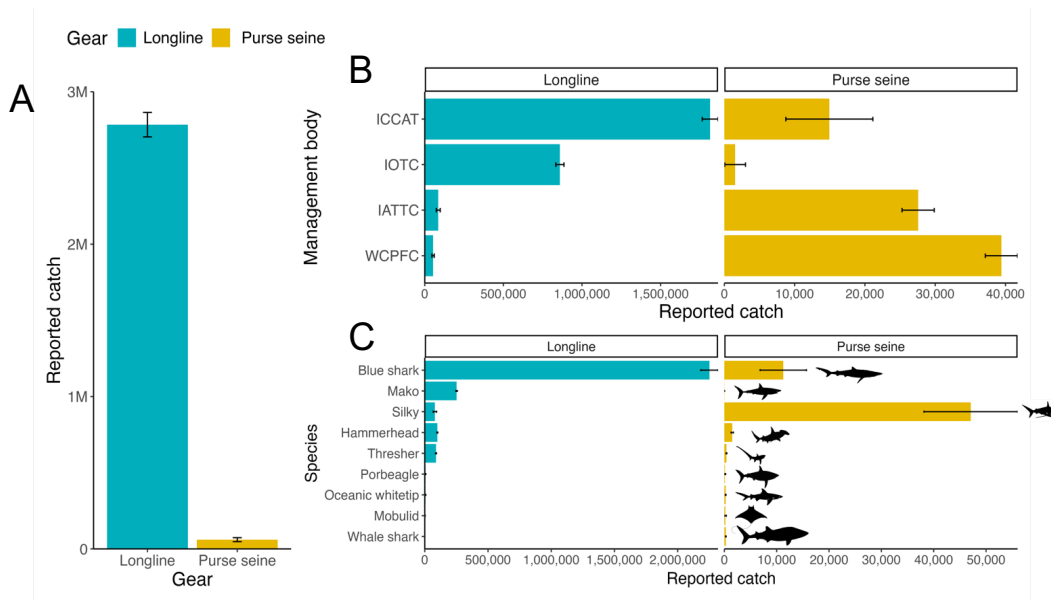 Gear Longline Purse seine
A
3M
2M
1M
0
Reported catch
Longline Purse seine
Gear
B
Longline Purse seine
Management body
ICCAT
IOTC
IATTC
WCPFC
0 500,000 1,000,000 1,500,000 0 10,000 20,000 30,000 40,000
Reported catch
C
Longline Purse seine
Species
Blue shark
Mako
Silky
Hammerhead
Thresher
Porbeagle
Oceanic whitetip
Mobulid
Whale shark
0 500,000 1,000,000 1,500,000 2,000,000 0 10,000 20,000 30,000 40,000 50,000
Reported catch